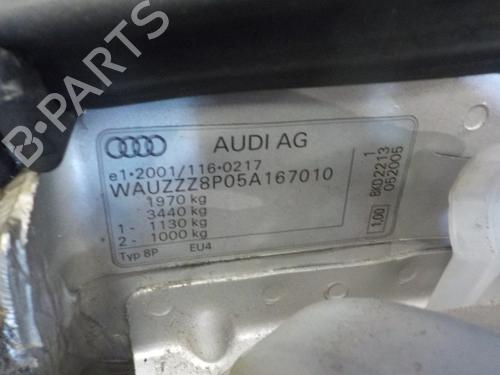 AUDI AG
e1*2001/116*0217
WAUZZZ8P05A167010
1970 kg
3440 kg
1 - 1130 kg
2 - 1000 kg
Typ 8P EU4
1
BKD2213
052005
1,00
B-PARTS